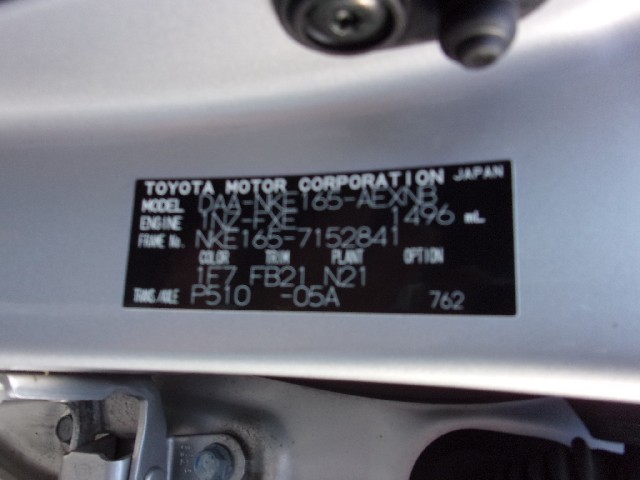 TOYOTA MOTOR CORPORATION JAPAN
MODEL DAA-NKE165-AEXNB
ENGINE 1NZ-FXE 1496 mL
FRAME No. NKE165-7152841
COLOR TRIM PLANT OPTION
1F7 FB21 N21
TRANS/AXLE P510 -05A 762